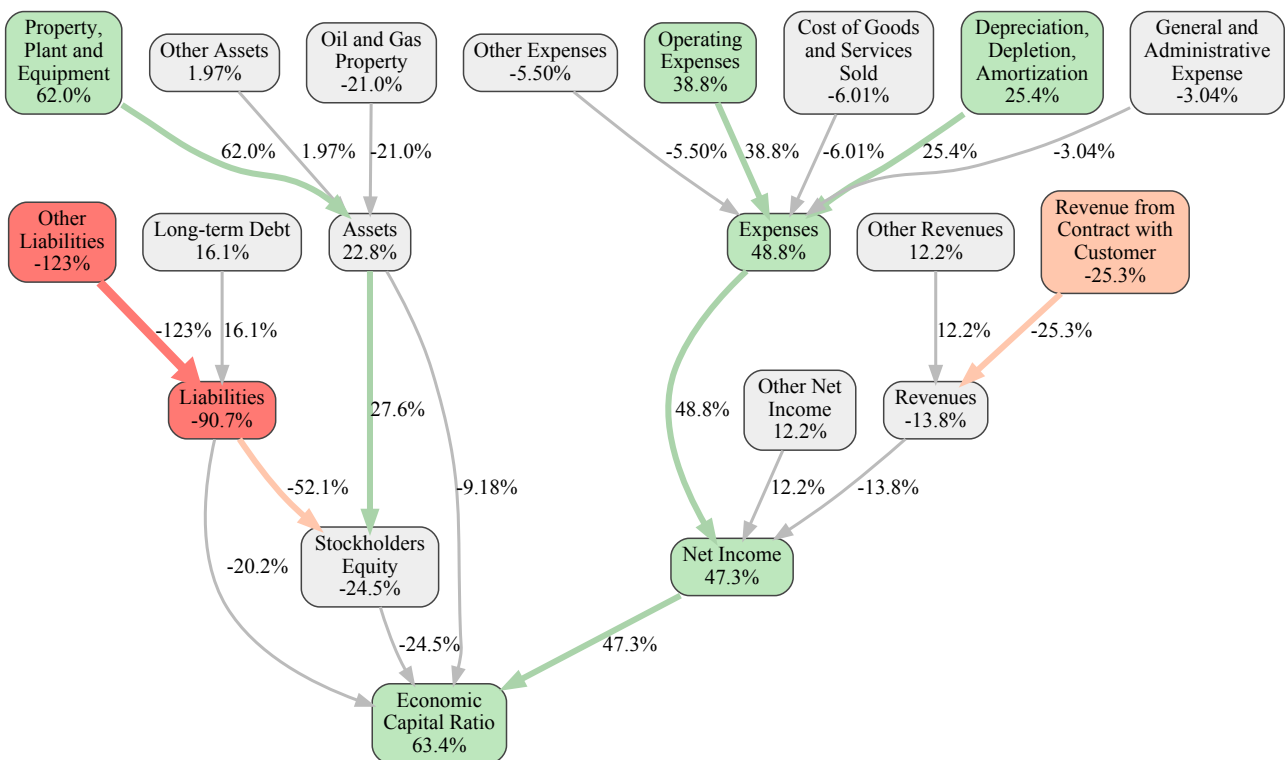 Property,
Plant and
Equipment
62.0%
Other Assets
1.97%
Oil and Gas
Property
-21.0%
Other Expenses
-5.50%
Operating
Expenses
38.8%
Cost of Goods
and Services
Sold
-6.01%
Depreciation,
Depletion,
Amortization
25.4%
General and
Administrative
Expense
-3.04%
62.0%
1.97%
-21.0%
-5.50%
38.8%
-6.01%
25.4%
-3.04%
Other
Liabilities
-123%
Long-term Debt
16.1%
Assets
22.8%
Expenses
48.8%
Other Revenues
12.2%
Revenue from
Contract with
Customer
-25.3%
-123%
16.1%
12.2%
-25.3%
Liabilities
-90.7%
27.6%
48.8%
Other Net
Income
12.2%
Revenues
-13.8%
-52.1%
-9.18%
12.2%
-13.8%
-20.2%
Stockholders
Equity
-24.5%
Net Income
47.3%
-24.5%
47.3%
Economic
Capital Ratio
63.4%